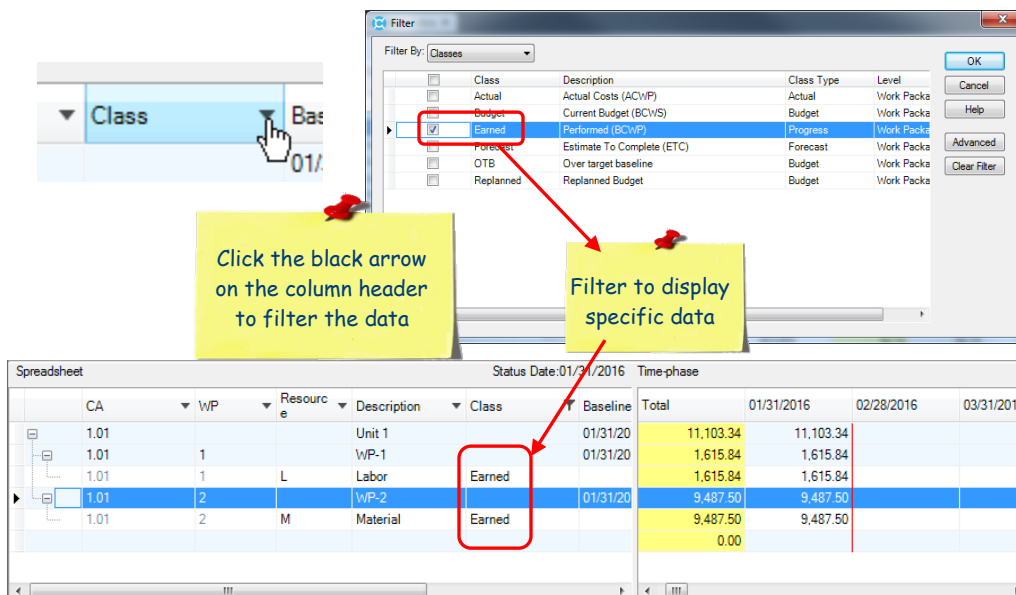 Filter
Filter By: Classes
Class Description Class Type Level
Actual Actual Costs (ACWP) Actual Work Packa
Budget Current Budget (BCWS) Budget Work Packa
Earned Performed (BCWP) Progress Work Packa
Forecast Estimate To Complete (ETC) Forecast Work Packa
OTB Over target baseline Budget Work Packa
Replanned Replanned Budget Budget Work Packa
OK
Cancel
Help
Advanced
Clear Filter
Class Bas
01/
Click the black arrow
on the column header
to filter the data
Filter to display
specific data
Spreadsheet Status Date:01/31/2016 Time-phase
CA WP Resourc
e Description Class Baseline Total 01/31/2016 02/28/2016 03/31/201
1.01 Unit 1 01/31/20 11,103.34 11,103.34
1.01 1 WP-1 01/31/20 1,615.84 1,615.84
1.01 1 L Labor Earned 1,615.84 1,615.84
1.01 2 WP-2 01/31/20 9,487.50 9,487.50
1.01 2 M Material Earned 9,487.50 9,487.50
0.00